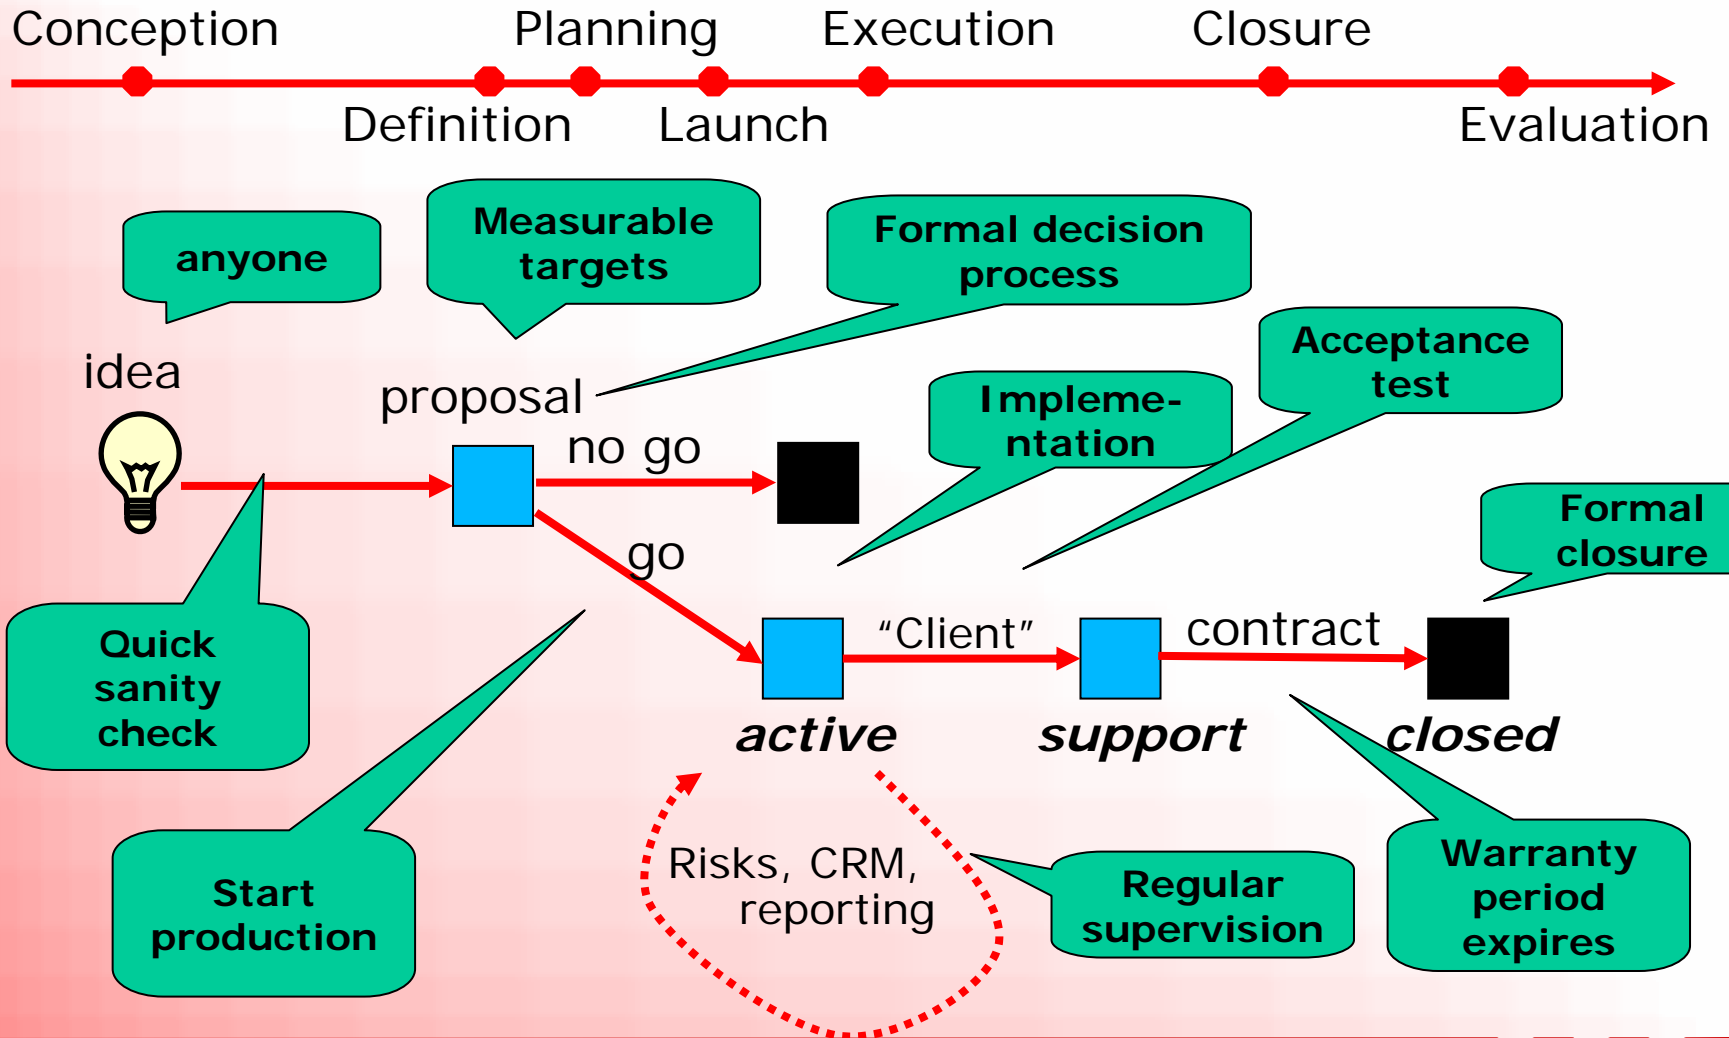 Conception
Planning
Execution
Closure
Definition
Launch
Evaluation
anyone
Measurable
targets
Formal decision
process
Acceptance
test
idea
proposal
Impleme-
ntation
no go
Formal
closure
go
Quick
sanity
check
“Client”
contract
active
support
closed
Start
production
Risks, CRM,
reporting
Regular
supervision
Warranty
period
expires